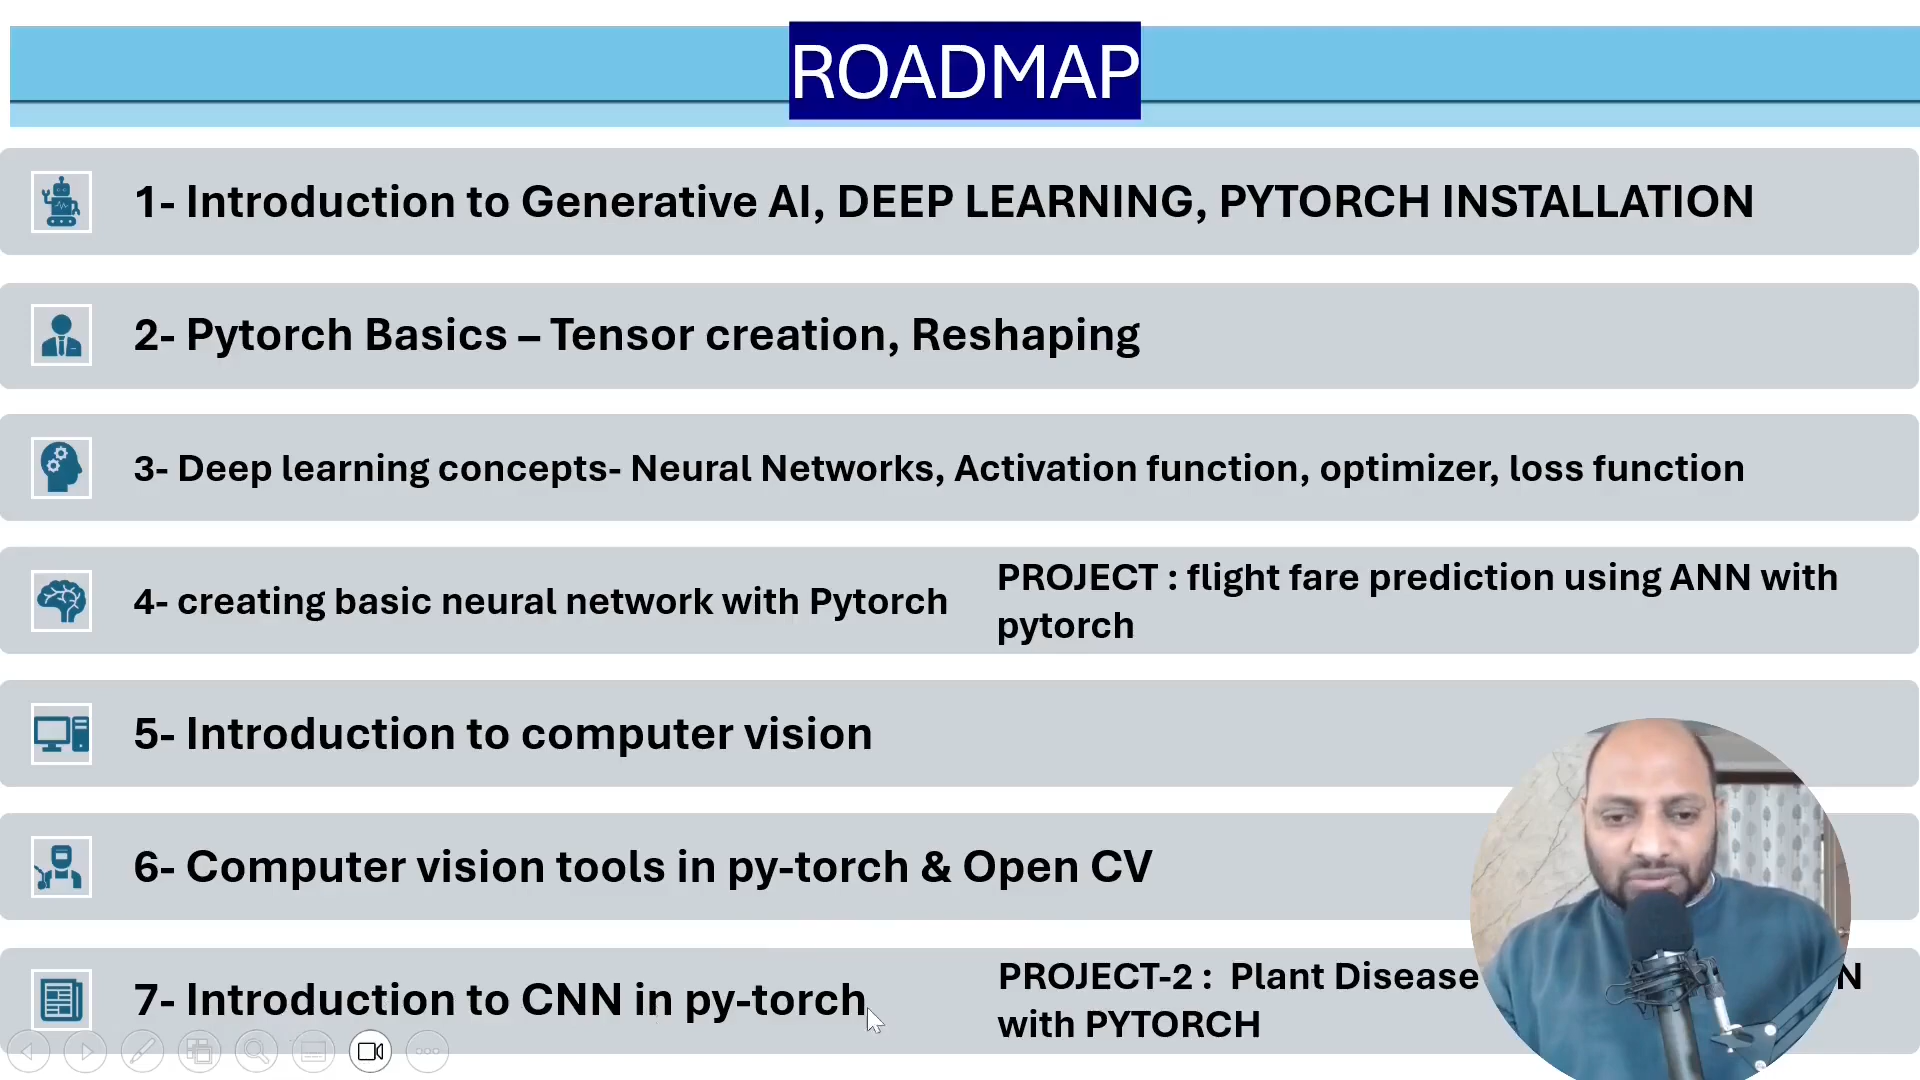 ROADMAP
1- Introduction to Generative AI, DEEP LEARNING, PYTORCH INSTALLATION
2- Pytorch Basics – Tensor creation, Reshaping
3- Deep learning concepts- Neural Networks, Activation function, optimizer, loss function
4- creating basic neural network with Pytorch
PROJECT : flight fare prediction using ANN with
pytorch
5- Introduction to computer vision
6- Computer vision tools in py-torch & Open CV
7- Introduction to CNN in py-torch
PROJECT-2 : Plant Disease
with PYTORCH